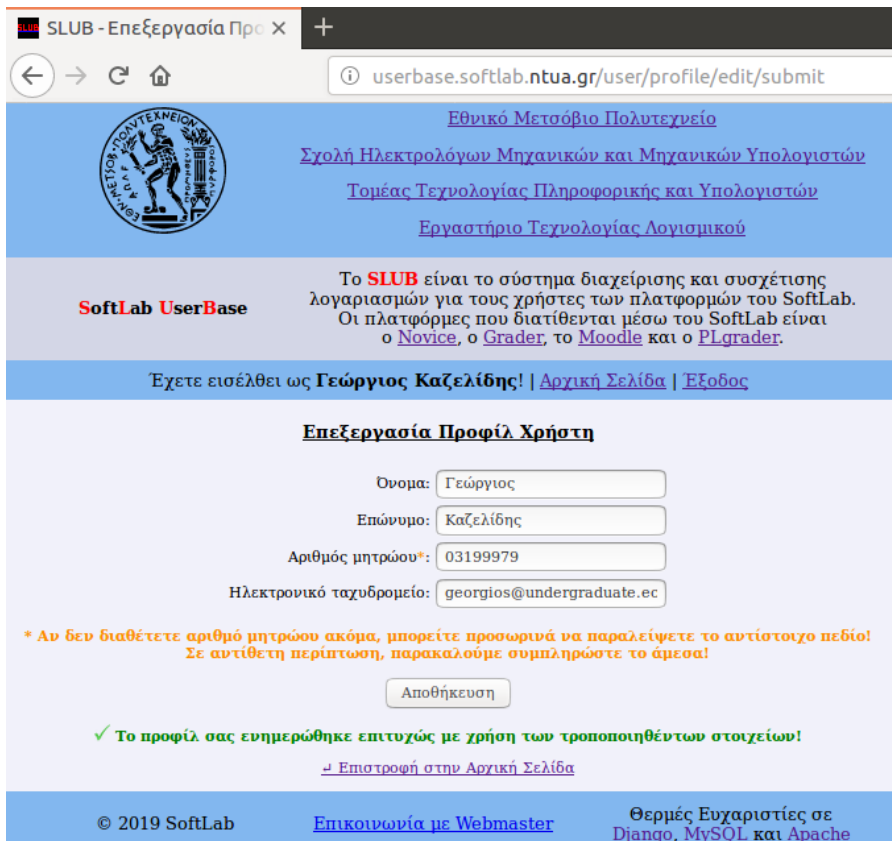 SLUB - Επεξεργασία Προ
userbase.softlab.ntua.gr/user/profile/edit/submit
Εθνικό Μετσόβιο Πολυτεχνείο
Σχολή Ηλεκτρολόγων Μηχανικών και Μηχανικών Υπολογιστών
Τομέας Τεχνολογίας Πληροφορικής και Υπολογιστών
Εργαστήριο Τεχνολογίας Λογισμικού
SoftLab UserBase
Το SLUB είναι το σύστημα διαχείρισης και συσχέτισης
λογαριασμών για τους χρήστες των πλατφορμών του SoftLab.
Οι πλατφόρμες που διατίθενται μέσω του SoftLab είναι
ο Novice, ο Grader, το Moodle και ο PLgrader.
Έχετε εισέλθει ως Γεώργιος Καζελίδης! | Αρχική Σελίδα | Έξοδος
Επεξεργασία Προφίλ Χρήστη
Όνομα: Γεώργιος
Επώνυμο: Καζελίδης
Αριθμός μητρώου*: 03199979
Ηλεκτρονικό ταχυδρομείο: georgios@undergraduate.ec
* Αν δεν διαθέτετε αριθμό μητρώου ακόμα, μπορείτε προσωρινά να παραλείψετε το αντίστοιχο πεδίο!
Σε αντίθετη περίπτωση, παρακαλούμε συμπληρώστε το άμεσα!
Αποθήκευση
✓ Το προφίλ σας ενημερώθηκε επιτυχώς με χρήση των τροποποιηθέντων στοιχείων!
↵ Επιστροφή στην Αρχική Σελίδα
© 2019 SoftLab
Επικοινωνία με Webmaster
Θερμές Ευχαριστίες σε
Django, MySQL και Apache